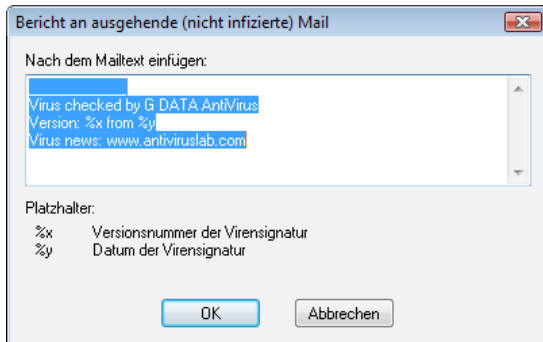 Bericht an ausgehende (nicht infizierte) Mail
Nach dem Mailtext einfügen:
Virus checked by G DATA AntiVirus
Version: %x from %y
Virus news: www.antiviruslab.com
Platzhalter:
%x Versionsnummer der Virensignatur
%y Datum der Virensignatur
OK Abbrechen